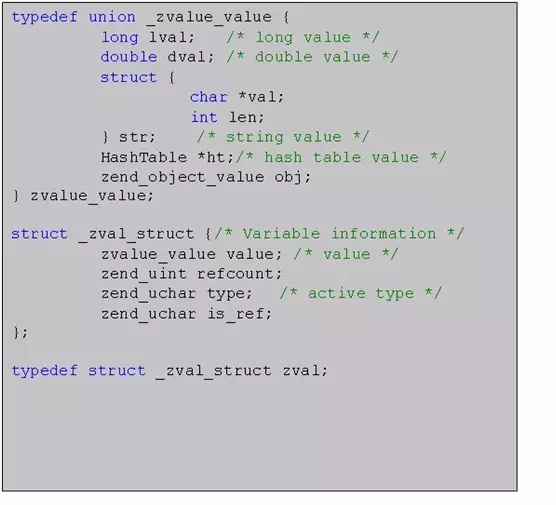 typedef union _zvalue_value {
long lval; /* long value */
double dval; /* double value */
struct {
char *val;
int len;
} str; /* string value */
HashTable *ht;/* hash table value */
zend_object_value obj;
} zvalue_value;
struct _zval_struct {/* Variable information */
zvalue_value value; /* value */
zend_uint refcount;
zend_uchar type; /* active type */
zend_uchar is_ref;
};
typedef struct _zval_struct zval;